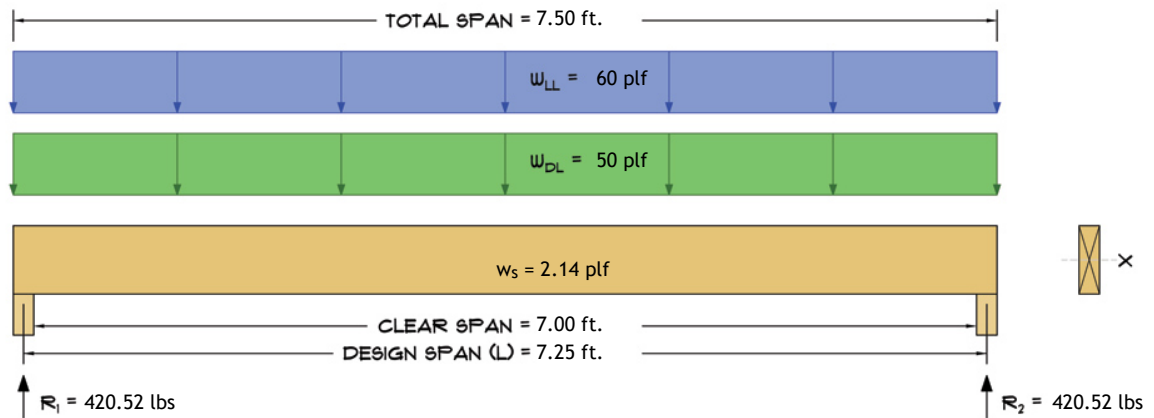 TOTAL SPAN = 7.50 ft.
WLL = 60 plf
WDL = 50 plf
ws = 2.14 plf
X
CLEAR SPAN = 7.00 ft.
DESIGN SPAN (L) = 7.25 ft.
R1 = 420.52 lbs
R2 = 420.52 lbs